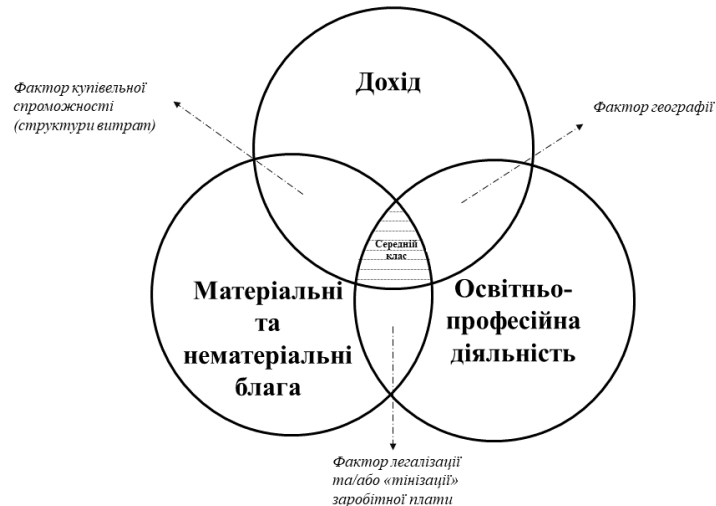 Дохід
Фактор купівельної
спроможності
(структури витрат)
Фактор географії
Середній
клас
Матеріальні
та
нематеріальні
блага
Освітньо-
професійна
діяльність
Фактор легалізації
та/або «тінізації»
заробітної плати